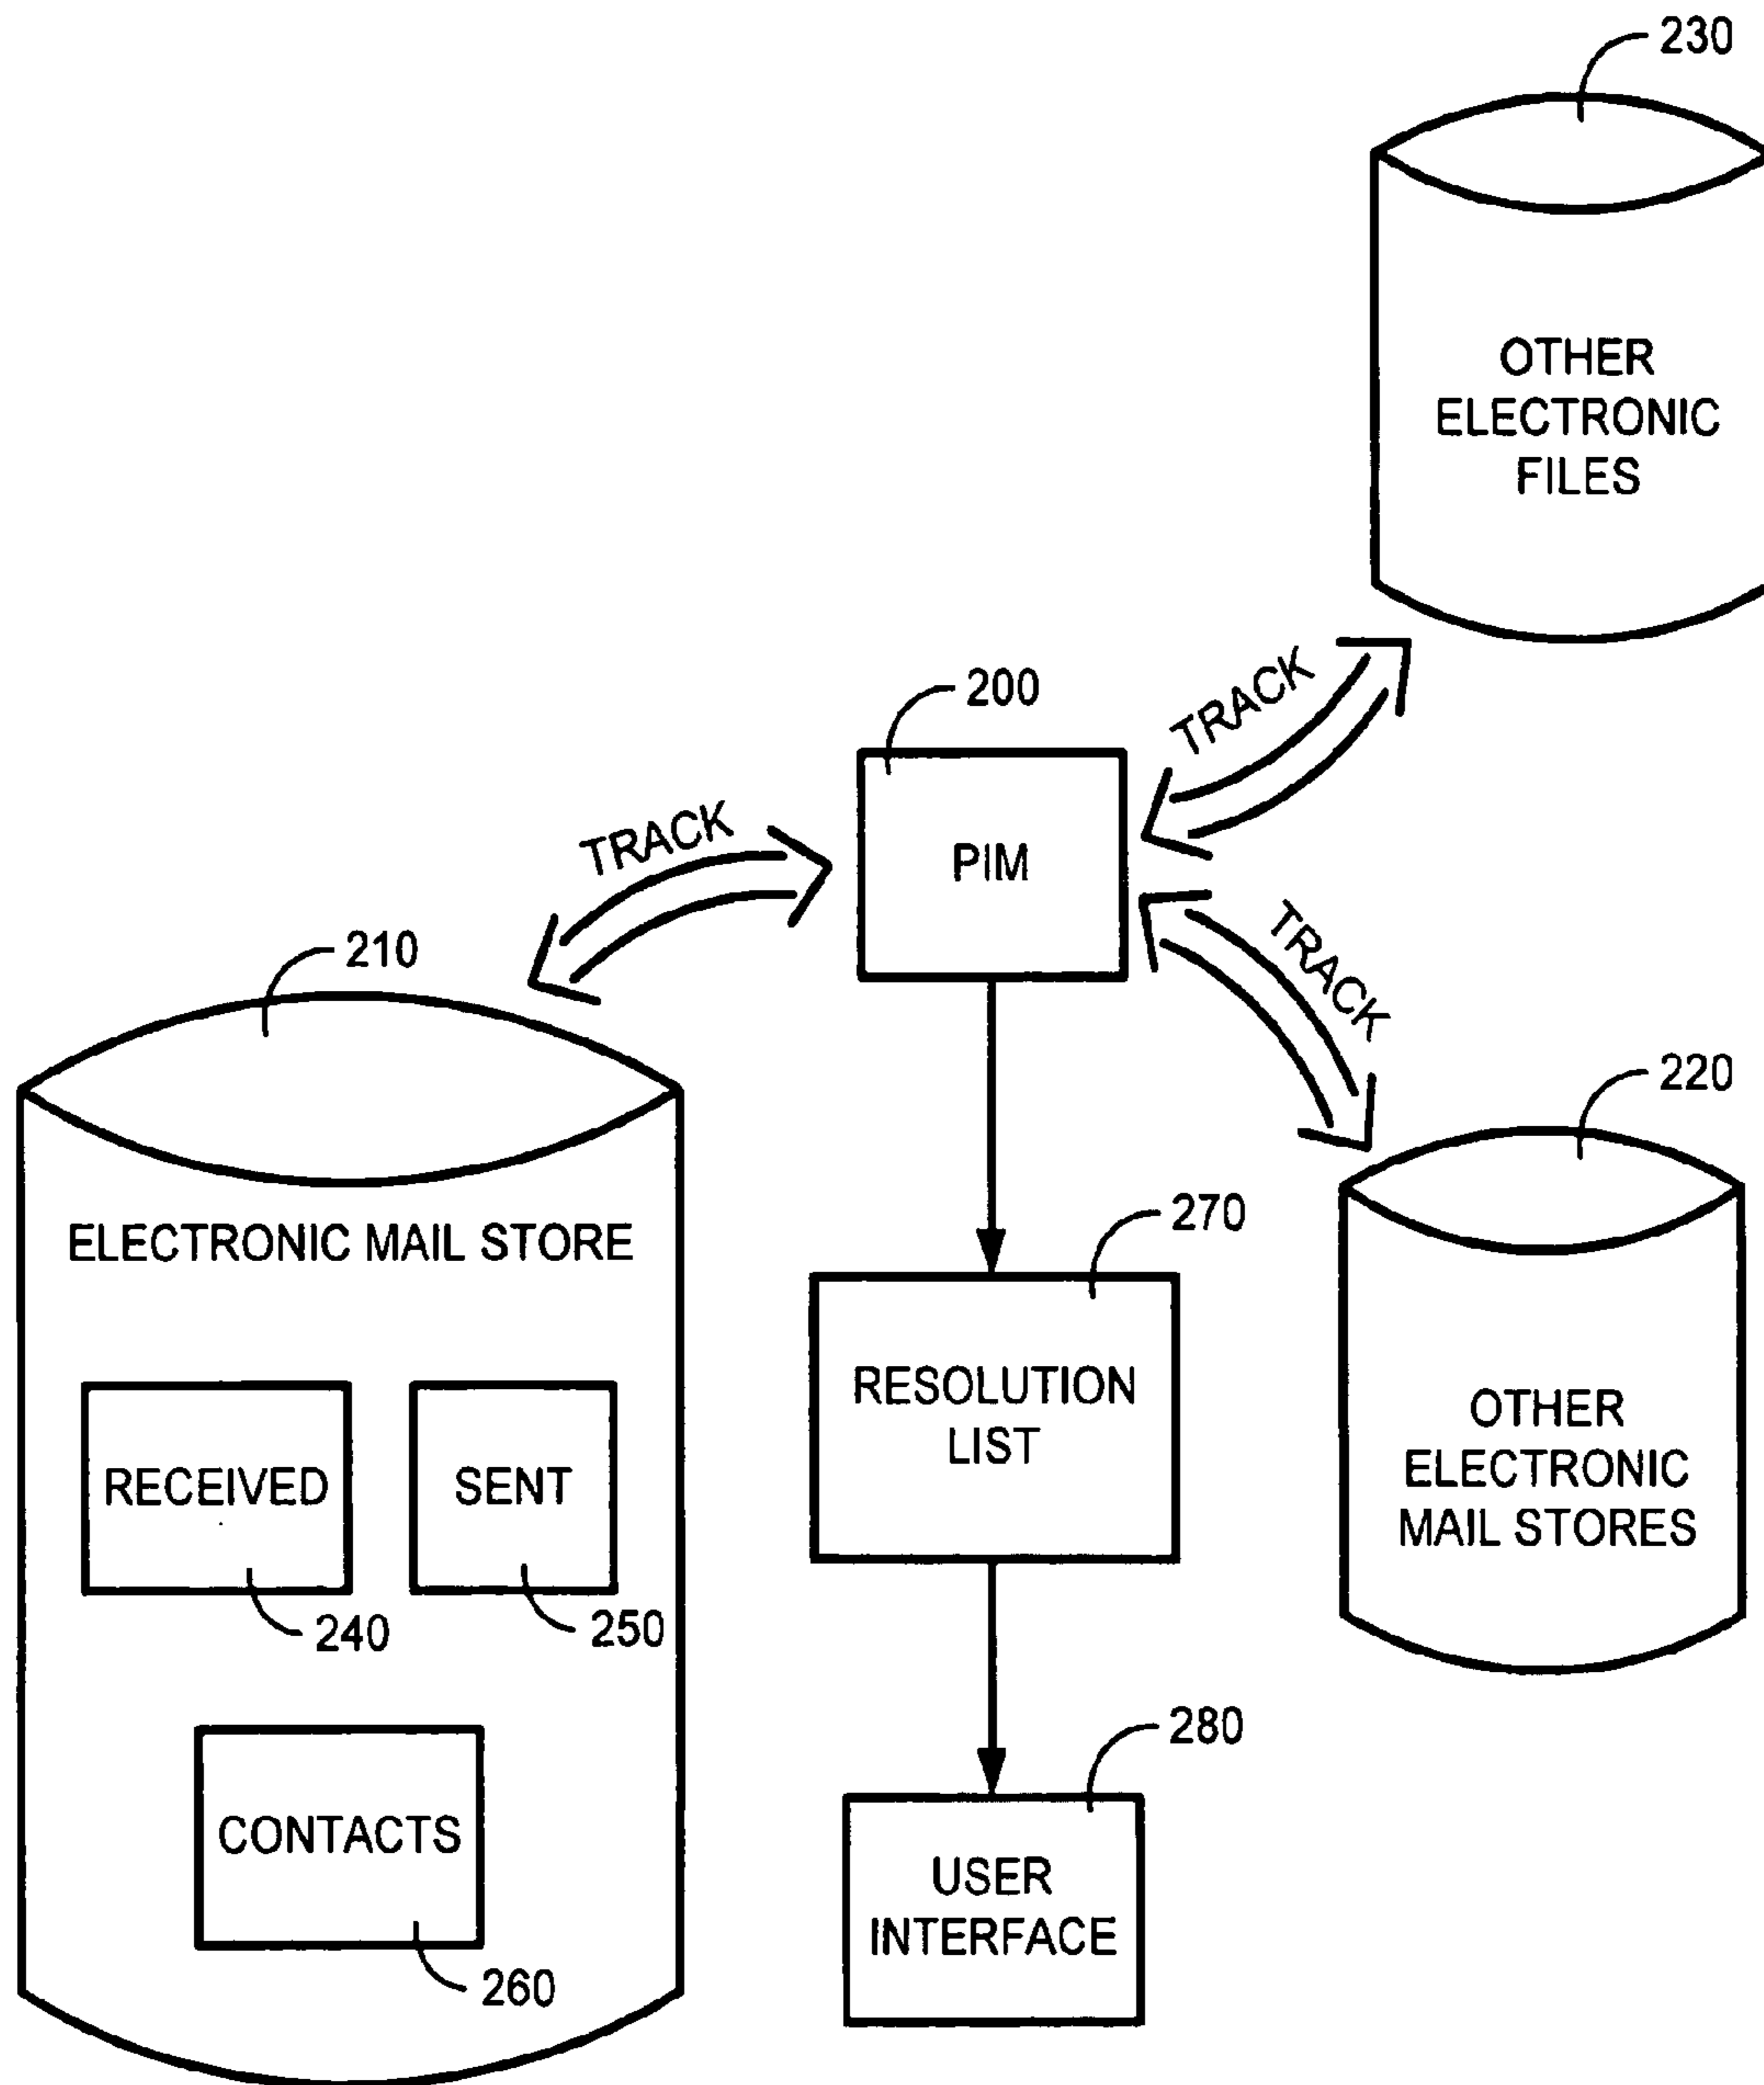 230
OTHER
ELECTRONIC
FILES
TRACK
200
PIM
TRACK
TRACK
210
ELECTRONIC MAIL STORE
RECEIVED
240
SENT
250
CONTACTS
260
270
RESOLUTION
LIST
280
USER
INTERFACE
220
OTHER
ELECTRONIC
MAIL STORES